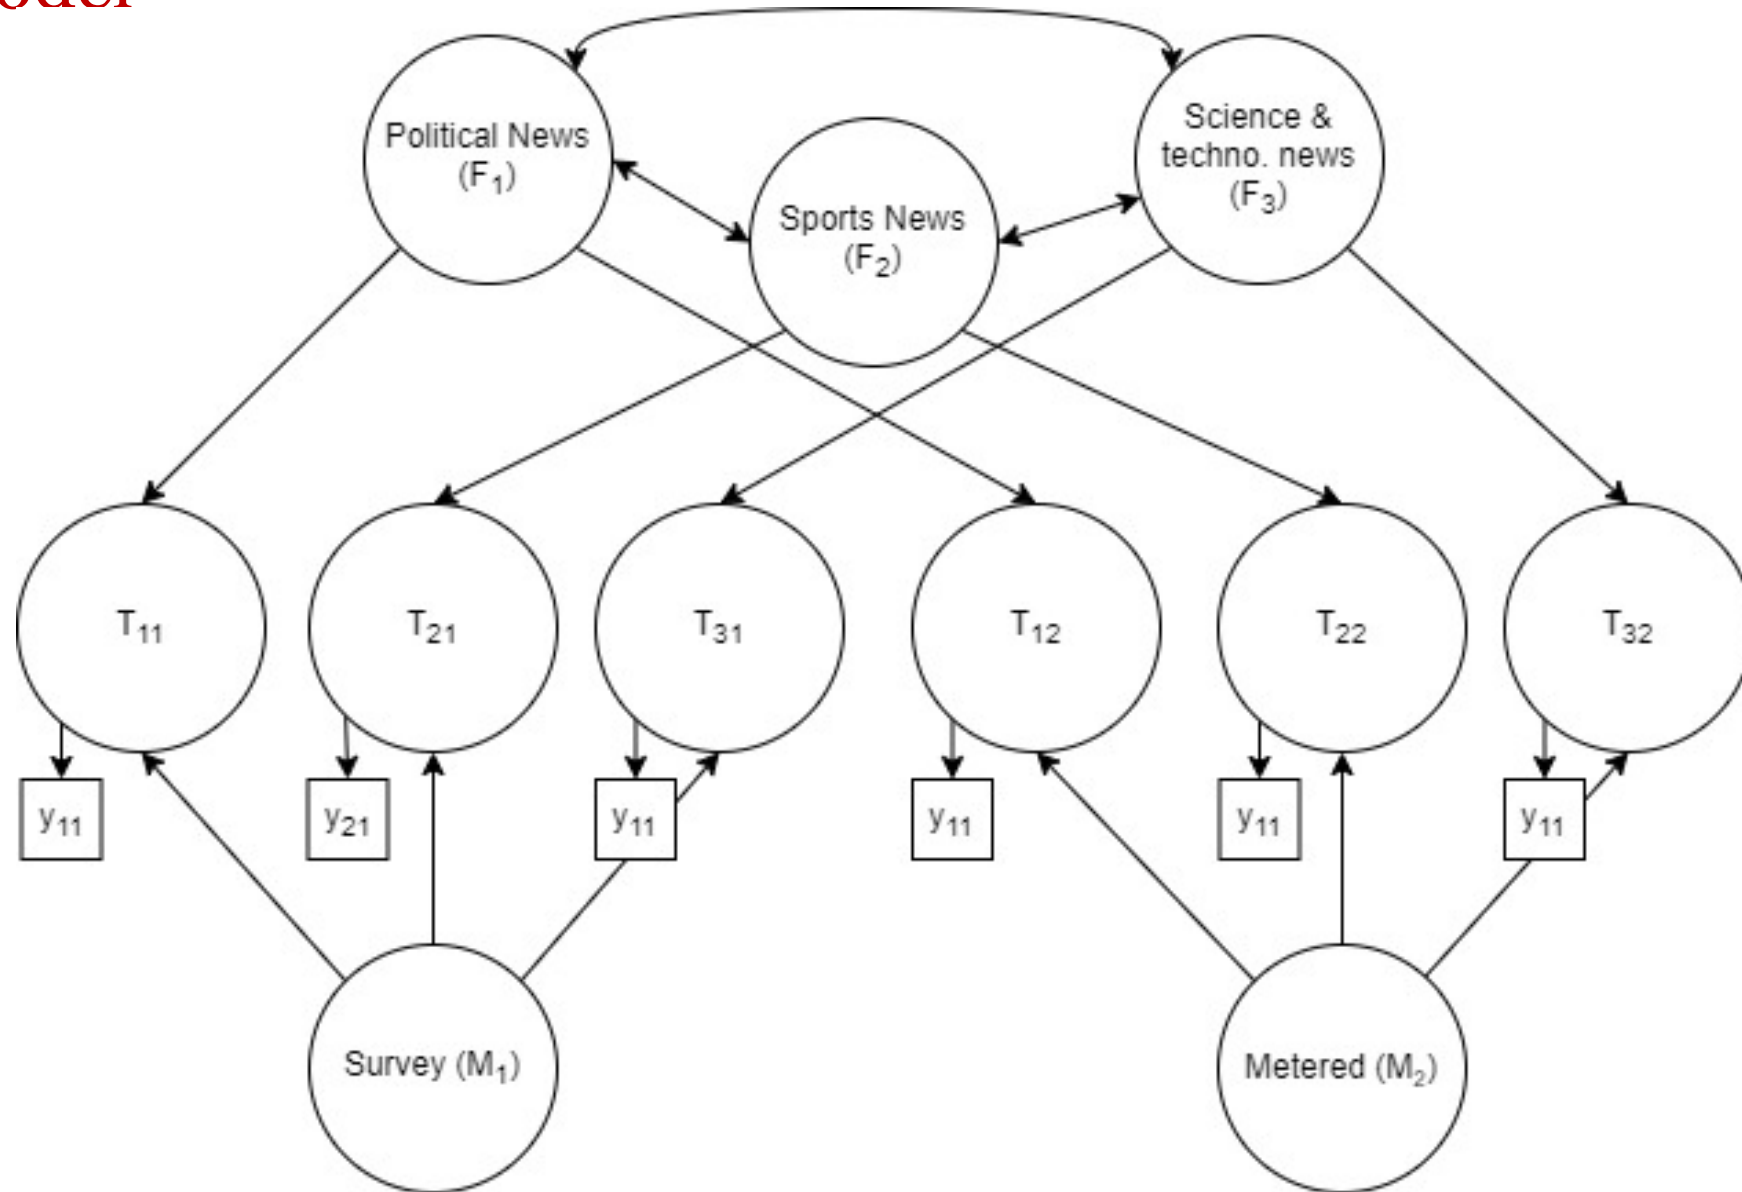 Political News
(F₁)
Sports News
(F₂)
Science &
techno. news
(F₃)
T₁₁
T₂₁
T₃₁
T₁₂
T₂₂
T₃₂
y₁₁
y₂₁
y₁₁
y₁₁
y₁₁
y₁₁
Survey (M₁)
Metered (M₂)